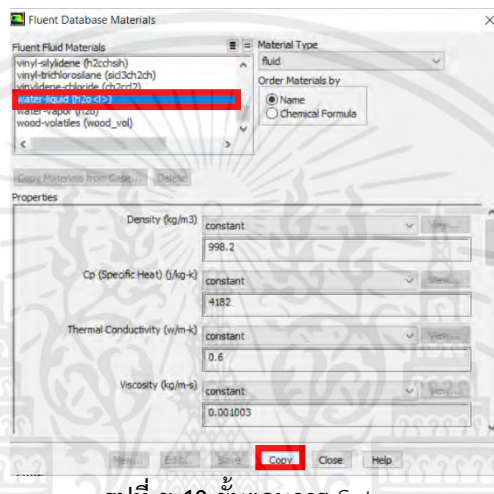 Fluent Database Materials
Fluent Fluid Materials
vinyl-silylidene (h2cchsih)
vinyl-trichlorosilane (sicl3ch2ch)
vinylidene-chloride (ch2ccl2)
water-liquid (h2o<l>)
water-vapor (h2o)
wood-volatiles (wood_vol)
Material Type
fluid
Order Materials by
Name
Chemical Formula
Copy Materials from Case... Delete
Properties
Density (kg/m3) constant View...
998.2
Cp (Specific Heat) (j/kg-k) constant View...
4182
Thermal Conductivity (w/m-k) constant View...
0.6
Viscosity (kg/m-s) constant View...
0.001003
New... Edit... Save Copy Close Help